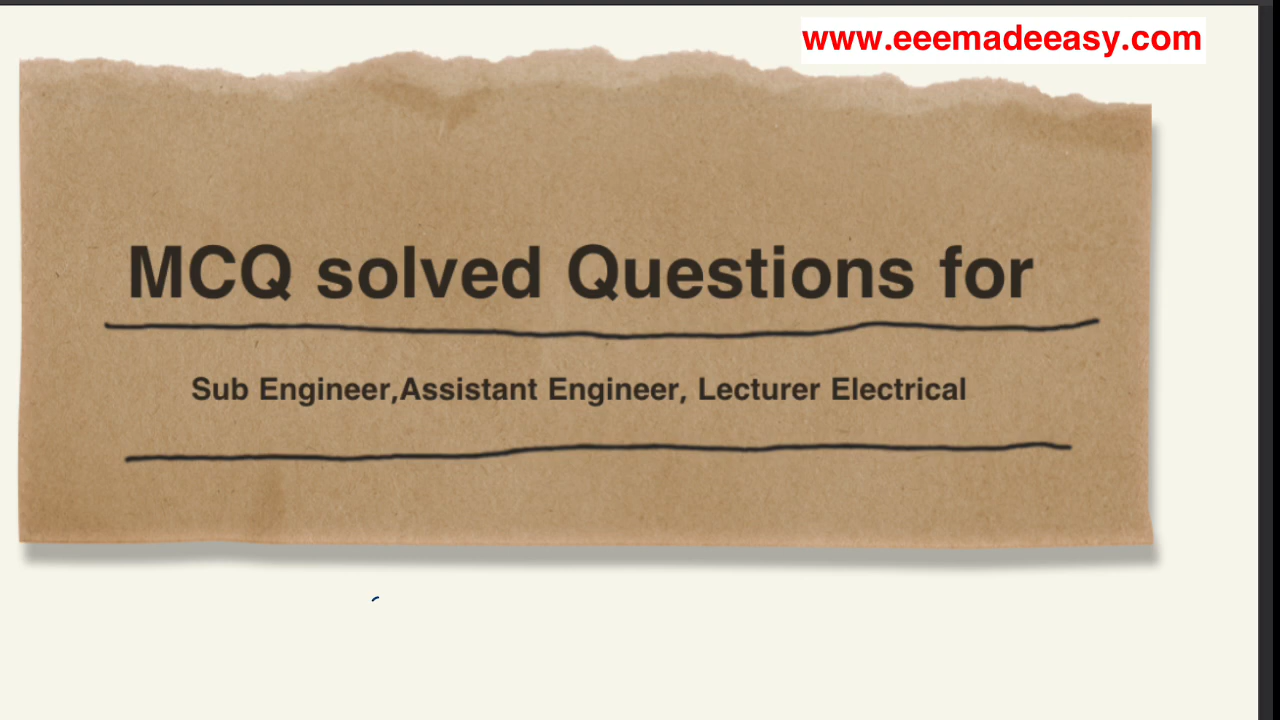 www.eeemadeeasy.com
MCQ solved Questions for
Sub Engineer,Assistant Engineer, Lecturer Electrical